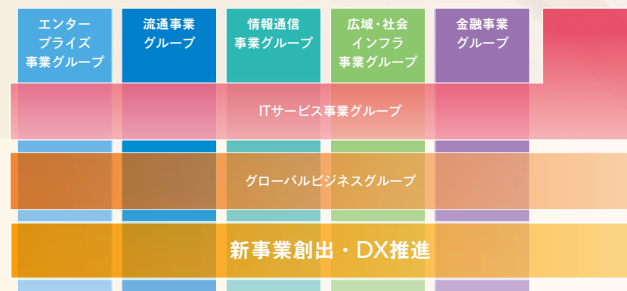 エンター
プライズ
事業グループ
流通事業
グループ
情報通信
事業グループ
広域・社会
インフラ
事業グループ
金融事業
グループ
ITサービス事業グループ
グローバルビジネスグループ
新事業創出・DX推進